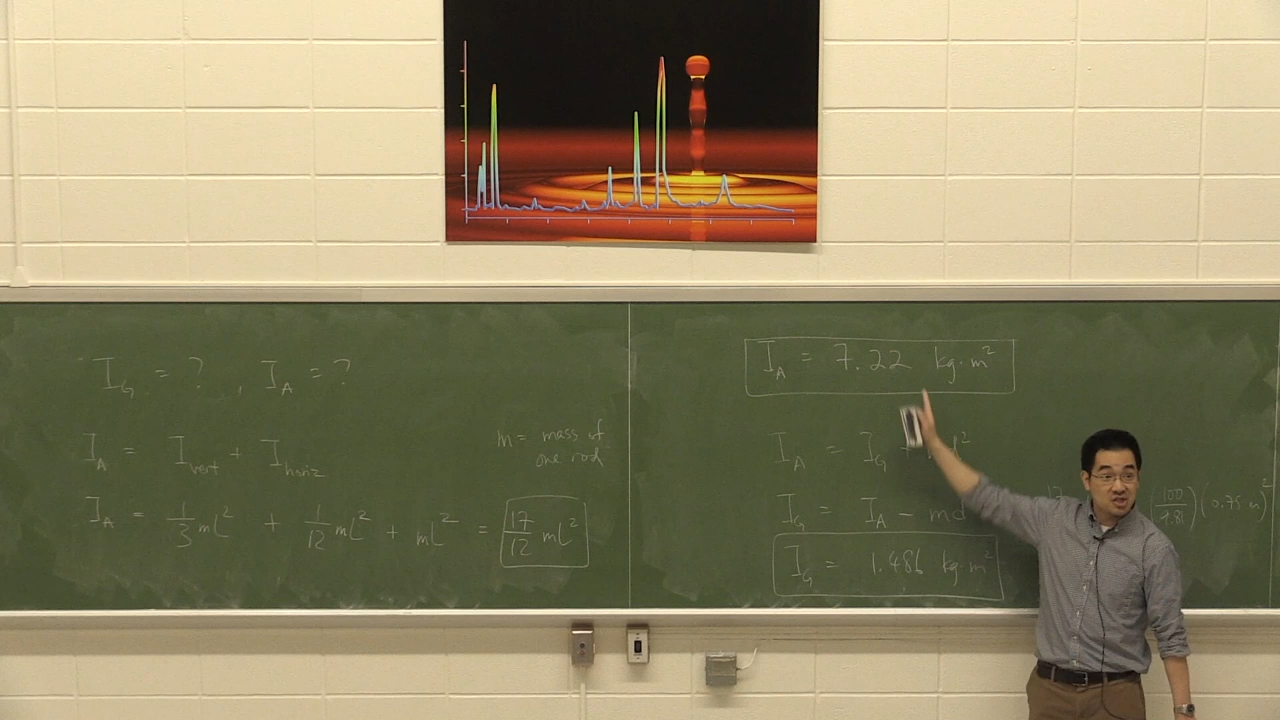 I_G = ? , I_A = ?
I_A = I_vert + I_horiz
m = mass of
one rod
I_A = 1/3 mL² + 1/12 mL² + mL² = 17/12 mL²
I_A = 7.22 kg·m²
I_A = I_G + d²
I_G = I_A - md (100/9.81)(0.75 m)²
I_G = 1.486 kg·m²